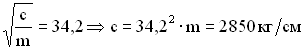 √(c/m) = 34,2 ⇒ c = 34,2² · m = 2850 кг/см